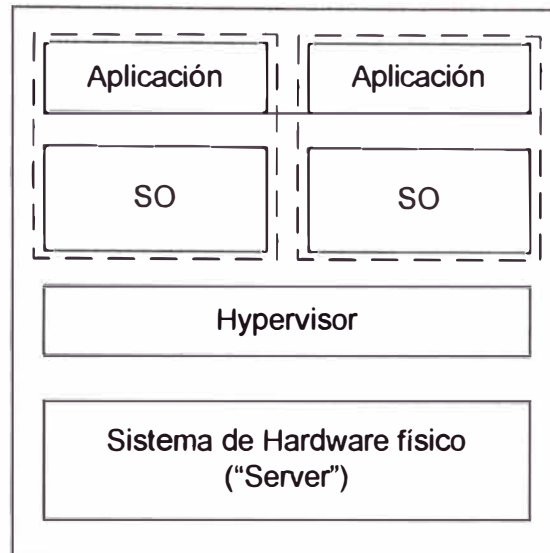 Aplicación
Aplicación
SO
SO
Hypervisor
Sistema de Hardware físico
(“Server”)